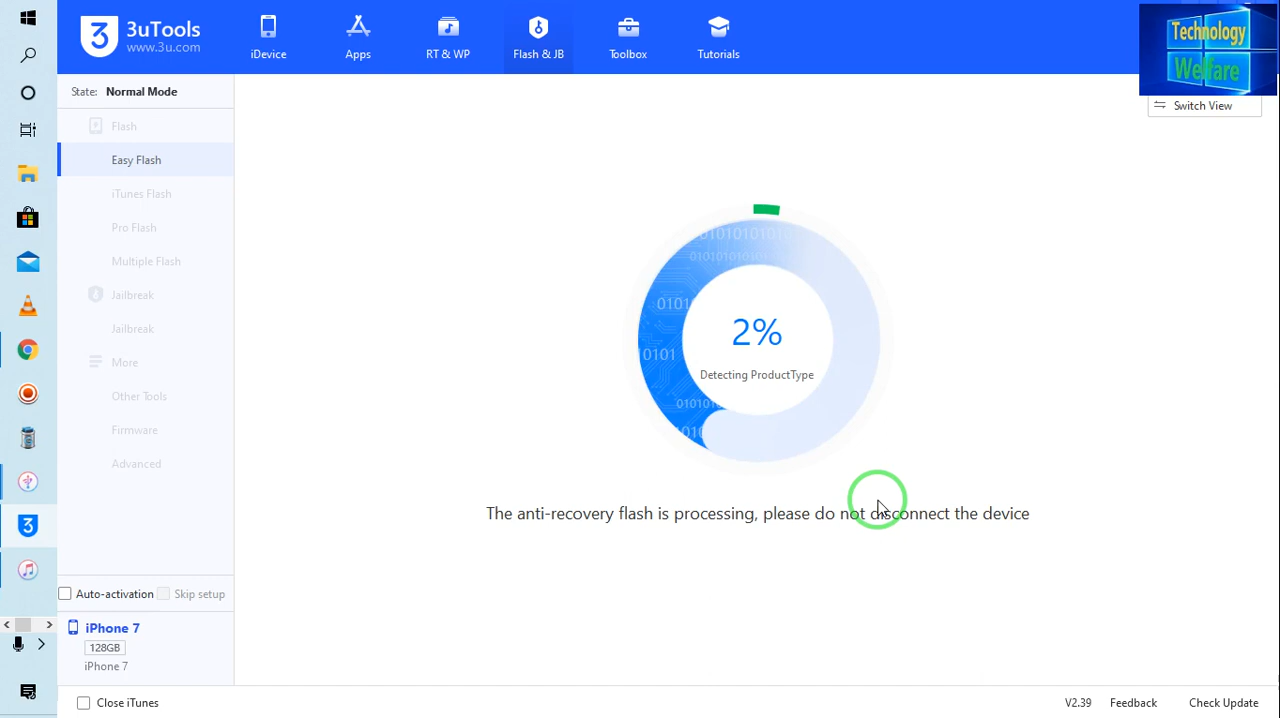 3uTools
www.3u.com
iDevice
Apps
RT & WP
Flash & JB
Toolbox
Tutorials
Technology
Welfare
Switch View
State: Normal Mode
Flash
Easy Flash
iTunes Flash
Pro Flash
Multiple Flash
Jailbreak
Jailbreak
More
Other Tools
Firmware
Advanced
2%
Detecting ProductType
The anti-recovery flash is processing, please do not disconnect the device
Auto-activation
Skip setup
iPhone 7
128GB
iPhone 7
Close iTunes
V2.39
Feedback
Check Update